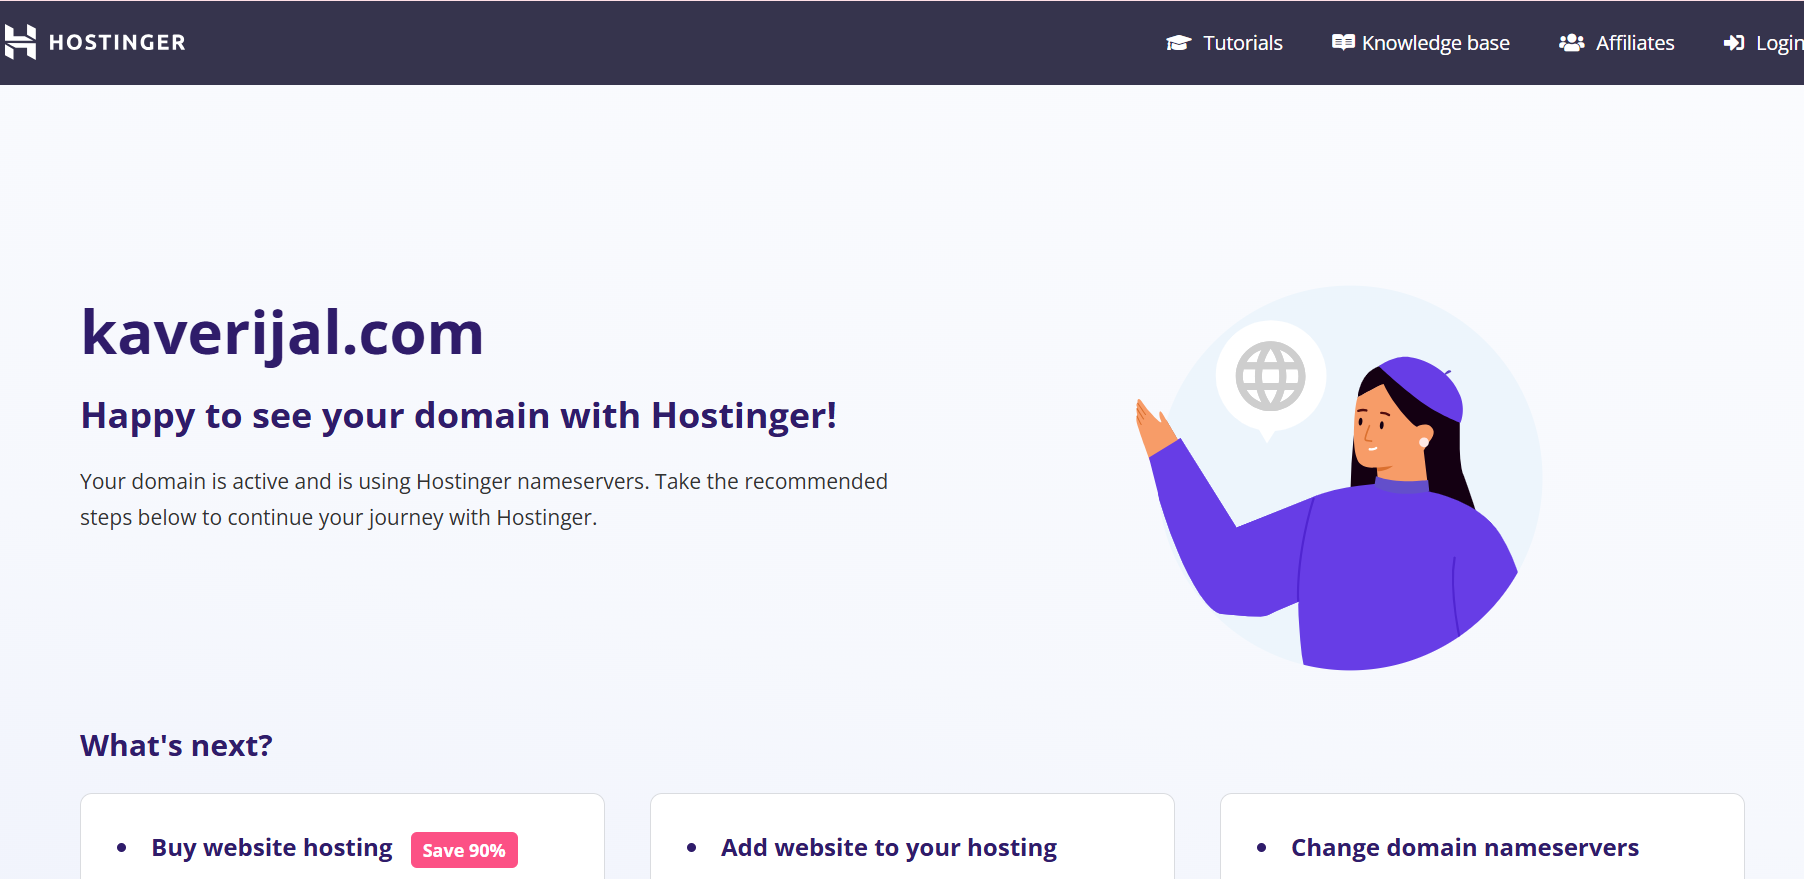 HOSTINGER
Tutorials
Knowledge base
Affiliates
Login
kaverijal.com
Happy to see your domain with Hostinger!
Your domain is active and is using Hostinger nameservers. Take the recommended
steps below to continue your journey with Hostinger.
What's next?
• Buy website hosting Save 90%
• Add website to your hosting
• Change domain nameservers